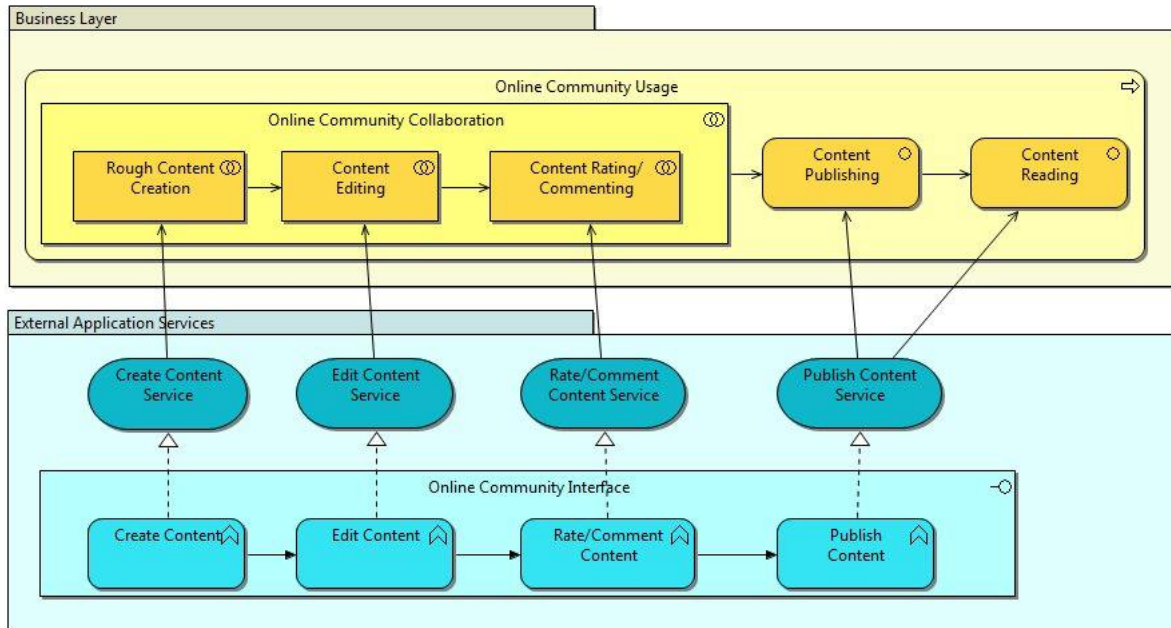 Business Layer
Online Community Usage
Online Community Collaboration
Rough Content
Creation
Content
Editing
Content Rating/
Commenting
Content
Publishing
Content
Reading
External Application Services
Create Content
Service
Edit Content
Service
Rate/Comment
Content Service
Publish Content
Service
Online Community Interface
Create Content
Edit Content
Rate/Comment
Content
Publish
Content